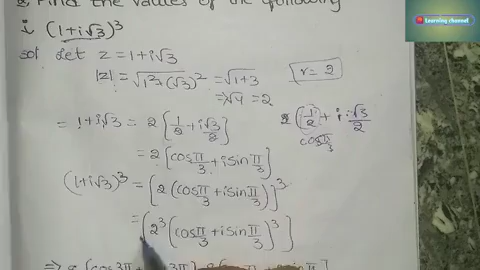 Find the values of the following
i (1+i√3)³
Learning channel
sol Let z = 1+i√3
|z| = √1²+(√3)² = √1+3
r = 2
⇒ √4 = 2
= 1+i√3 = 2 [1/2 + i√3/2]
2 (1/2 + i √3/2
cos π/3
= 2 [cos π/3 + i sin π/3]
(1+i√3)³ = [2 (cos π/3 + i sin π/3)]³
= [2³ (cos π/3 + i sin π/3)³]